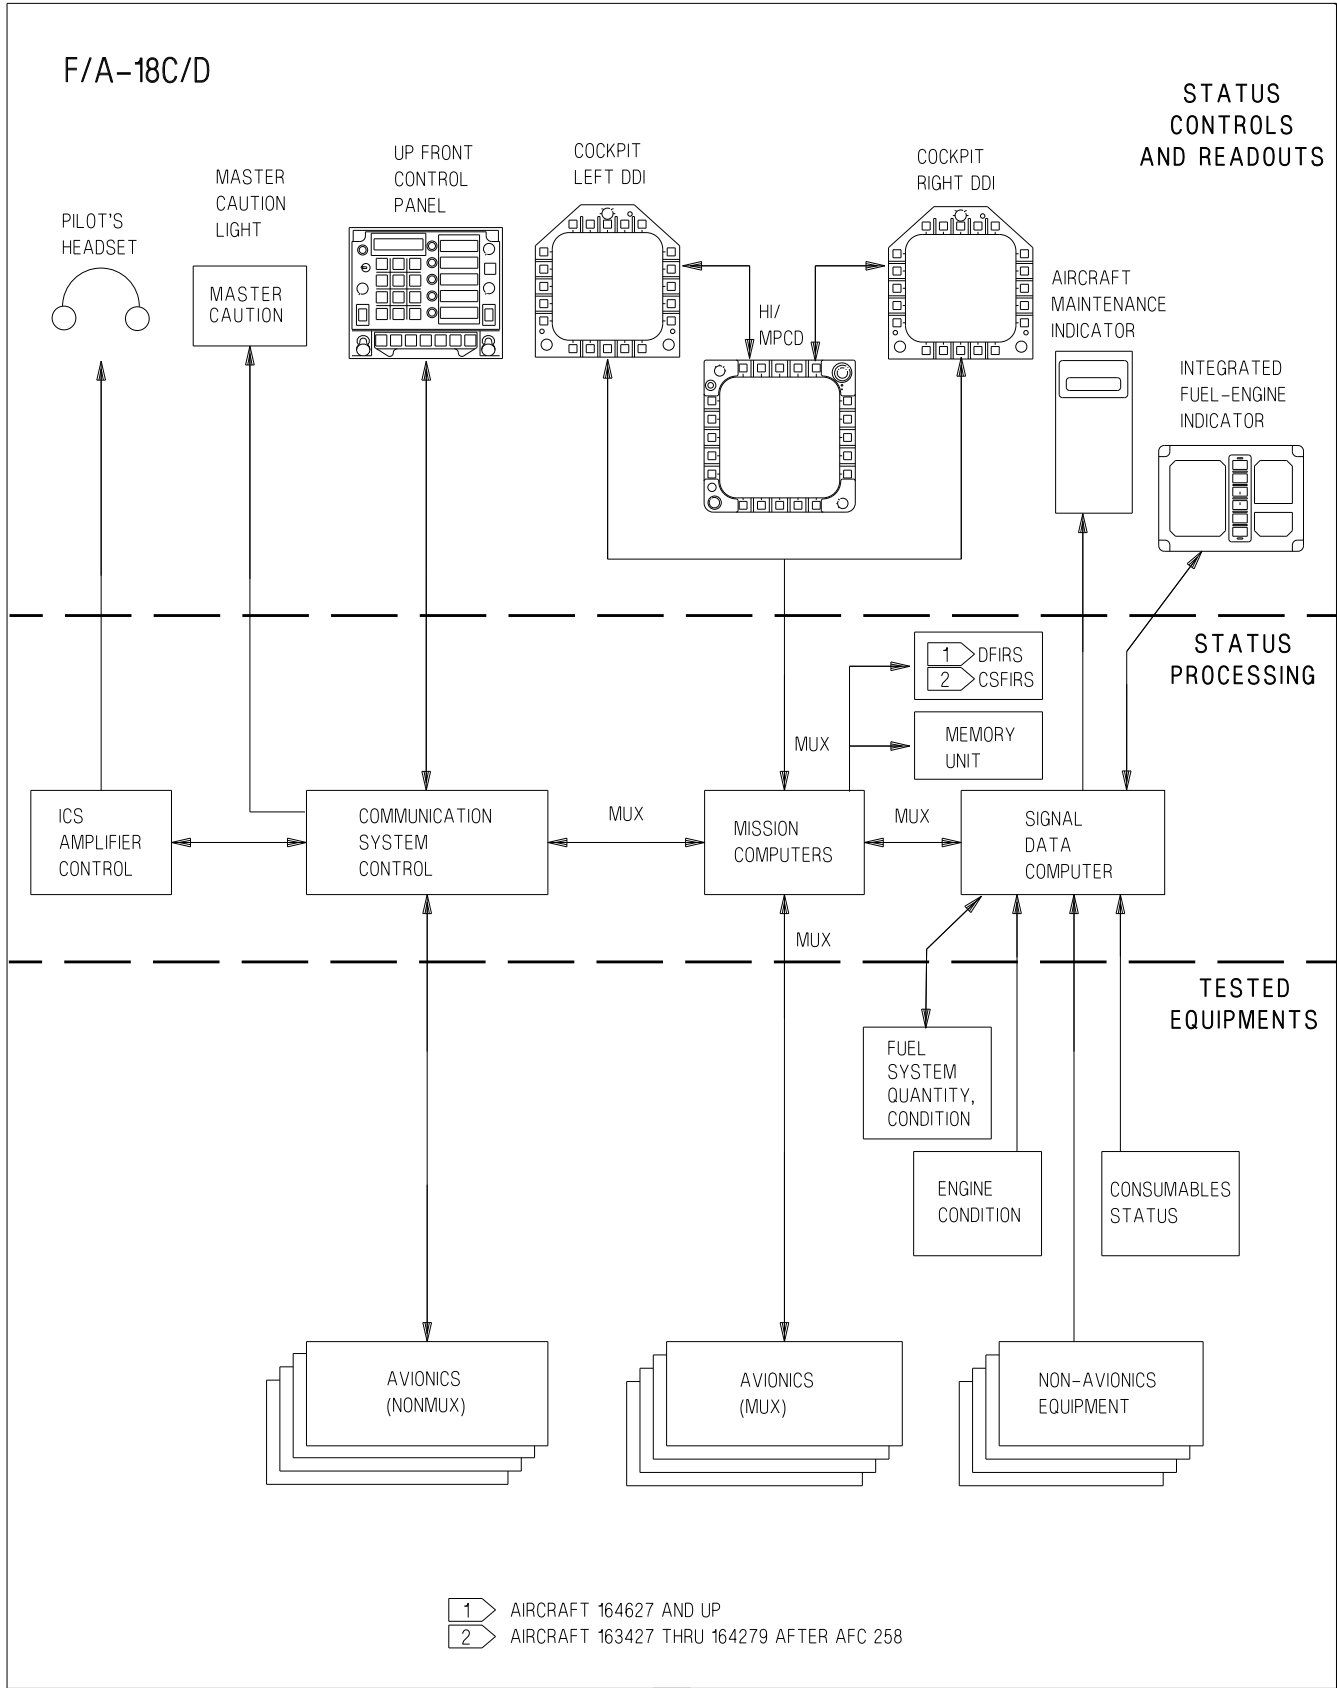 F/A-18C/D
STATUS
CONTROLS
AND READOUTS
PILOT'S
HEADSET
MASTER
CAUTION
LIGHT
MASTER
CAUTION
UP FRONT
CONTROL
PANEL
COCKPIT
LEFT DDI
HI/
MPCD
COCKPIT
RIGHT DDI
AIRCRAFT
MAINTENANCE
INDICATOR
INTEGRATED
FUEL-ENGINE
INDICATOR
STATUS
PROCESSING
1 DFIRS
2 CSFIRS
MEMORY
UNIT
MUX
ICS
AMPLIFIER
CONTROL
COMMUNICATION
SYSTEM
CONTROL
MUX
MISSION
COMPUTERS
MUX
SIGNAL
DATA
COMPUTER
MUX
TESTED
EQUIPMENTS
FUEL
SYSTEM
QUANTITY,
CONDITION
ENGINE
CONDITION
CONSUMABLES
STATUS
AVIONICS
(NONMUX)
AVIONICS
(MUX)
NON-AVIONICS
EQUIPMENT
1 AIRCRAFT 164627 AND UP
2 AIRCRAFT 163427 THRU 164279 AFTER AFC 258